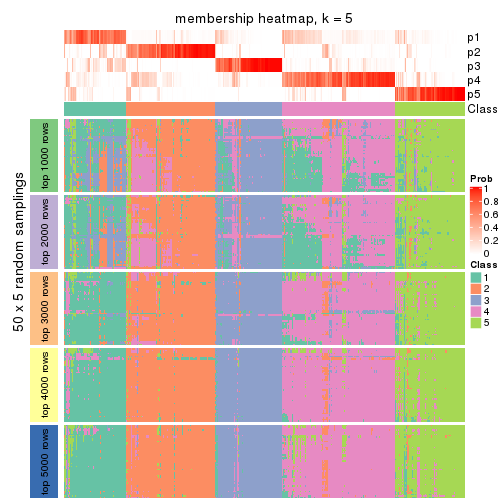 membership heatmap, k = 5
p1
p2
p3
p4
p5
Class
50 x 5 random samplings
top 1000 rows
top 2000 rows
top 3000 rows
top 4000 rows
top 5000 rows
Prob
1
0.8
0.6
0.4
0.2
0
Class
1
2
3
4
5